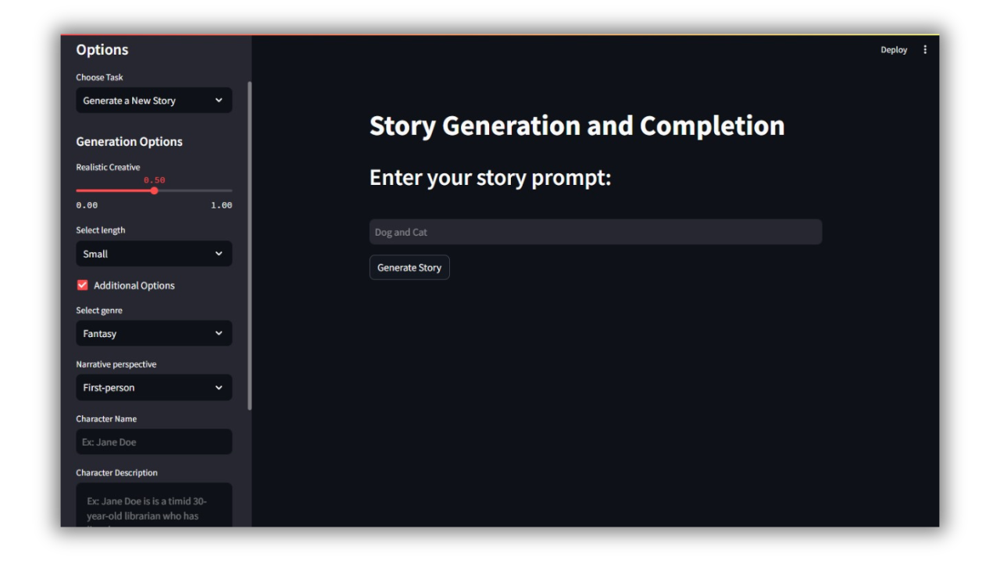 Options
Choose Task
Generate a New Story
Generation Options
Realistic Creative
0.50
0.00 1.00
Select length
Small
Additional Options
Select genre
Fantasy
Narrative perspective
First-person
Character Name
Ex: Jane Doe
Character Description
Ex: Jane Doe is is a timid 30-
year-old librarian who has
Deploy
Story Generation and Completion
Enter your story prompt:
Dog and Cat
Generate Story